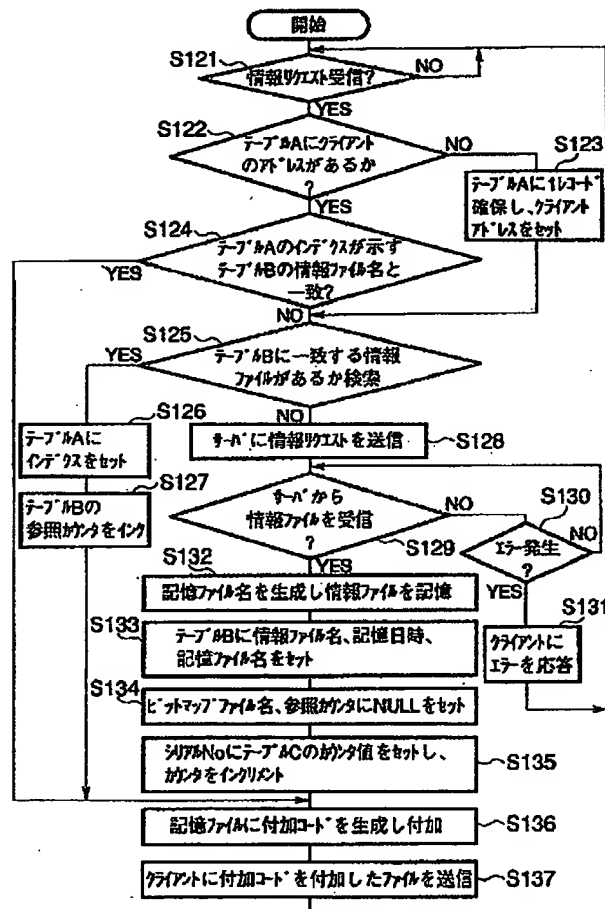 開始
S121
情報リクエスト受信?
NO
YES
S122
テーブルAにクライアント
のアドレスがあるか
?
NO
YES
S123
テーブルAに1レコード
確保し、クライアント
アドレスをセット
S124
テーブルAのインデックスが示す
テーブルBの情報ファイル名と
一致?
YES
NO
S125
テーブルBに一致する情報
ファイルがあるか検索
YES
NO
S126
テーブルAに
インデクスをセット
S127
テーブルBの
参照カウンタをインク
サーバに情報リクエストを送信
S128
サーバから
情報ファイルを受信
?
NO
S129
YES
S130
エラー発生
?
NO
YES
S131
クライアントに
エラーを応答
S132
記憶ファイル名を生成し情報ファイルを記憶
S133
テーブルBに情報ファイル名、記憶日時、
記憶ファイル名をセット
S134
ビットマップファイル名、参照カウンタにNULLをセット
シリアルNoにテーブルCのカウンタ値をセットし、
カウンタをインクリメント
S135
記憶ファイルに付加コードを生成し付加
S136
クライアントに付加コードを付加したファイルを送信
S137